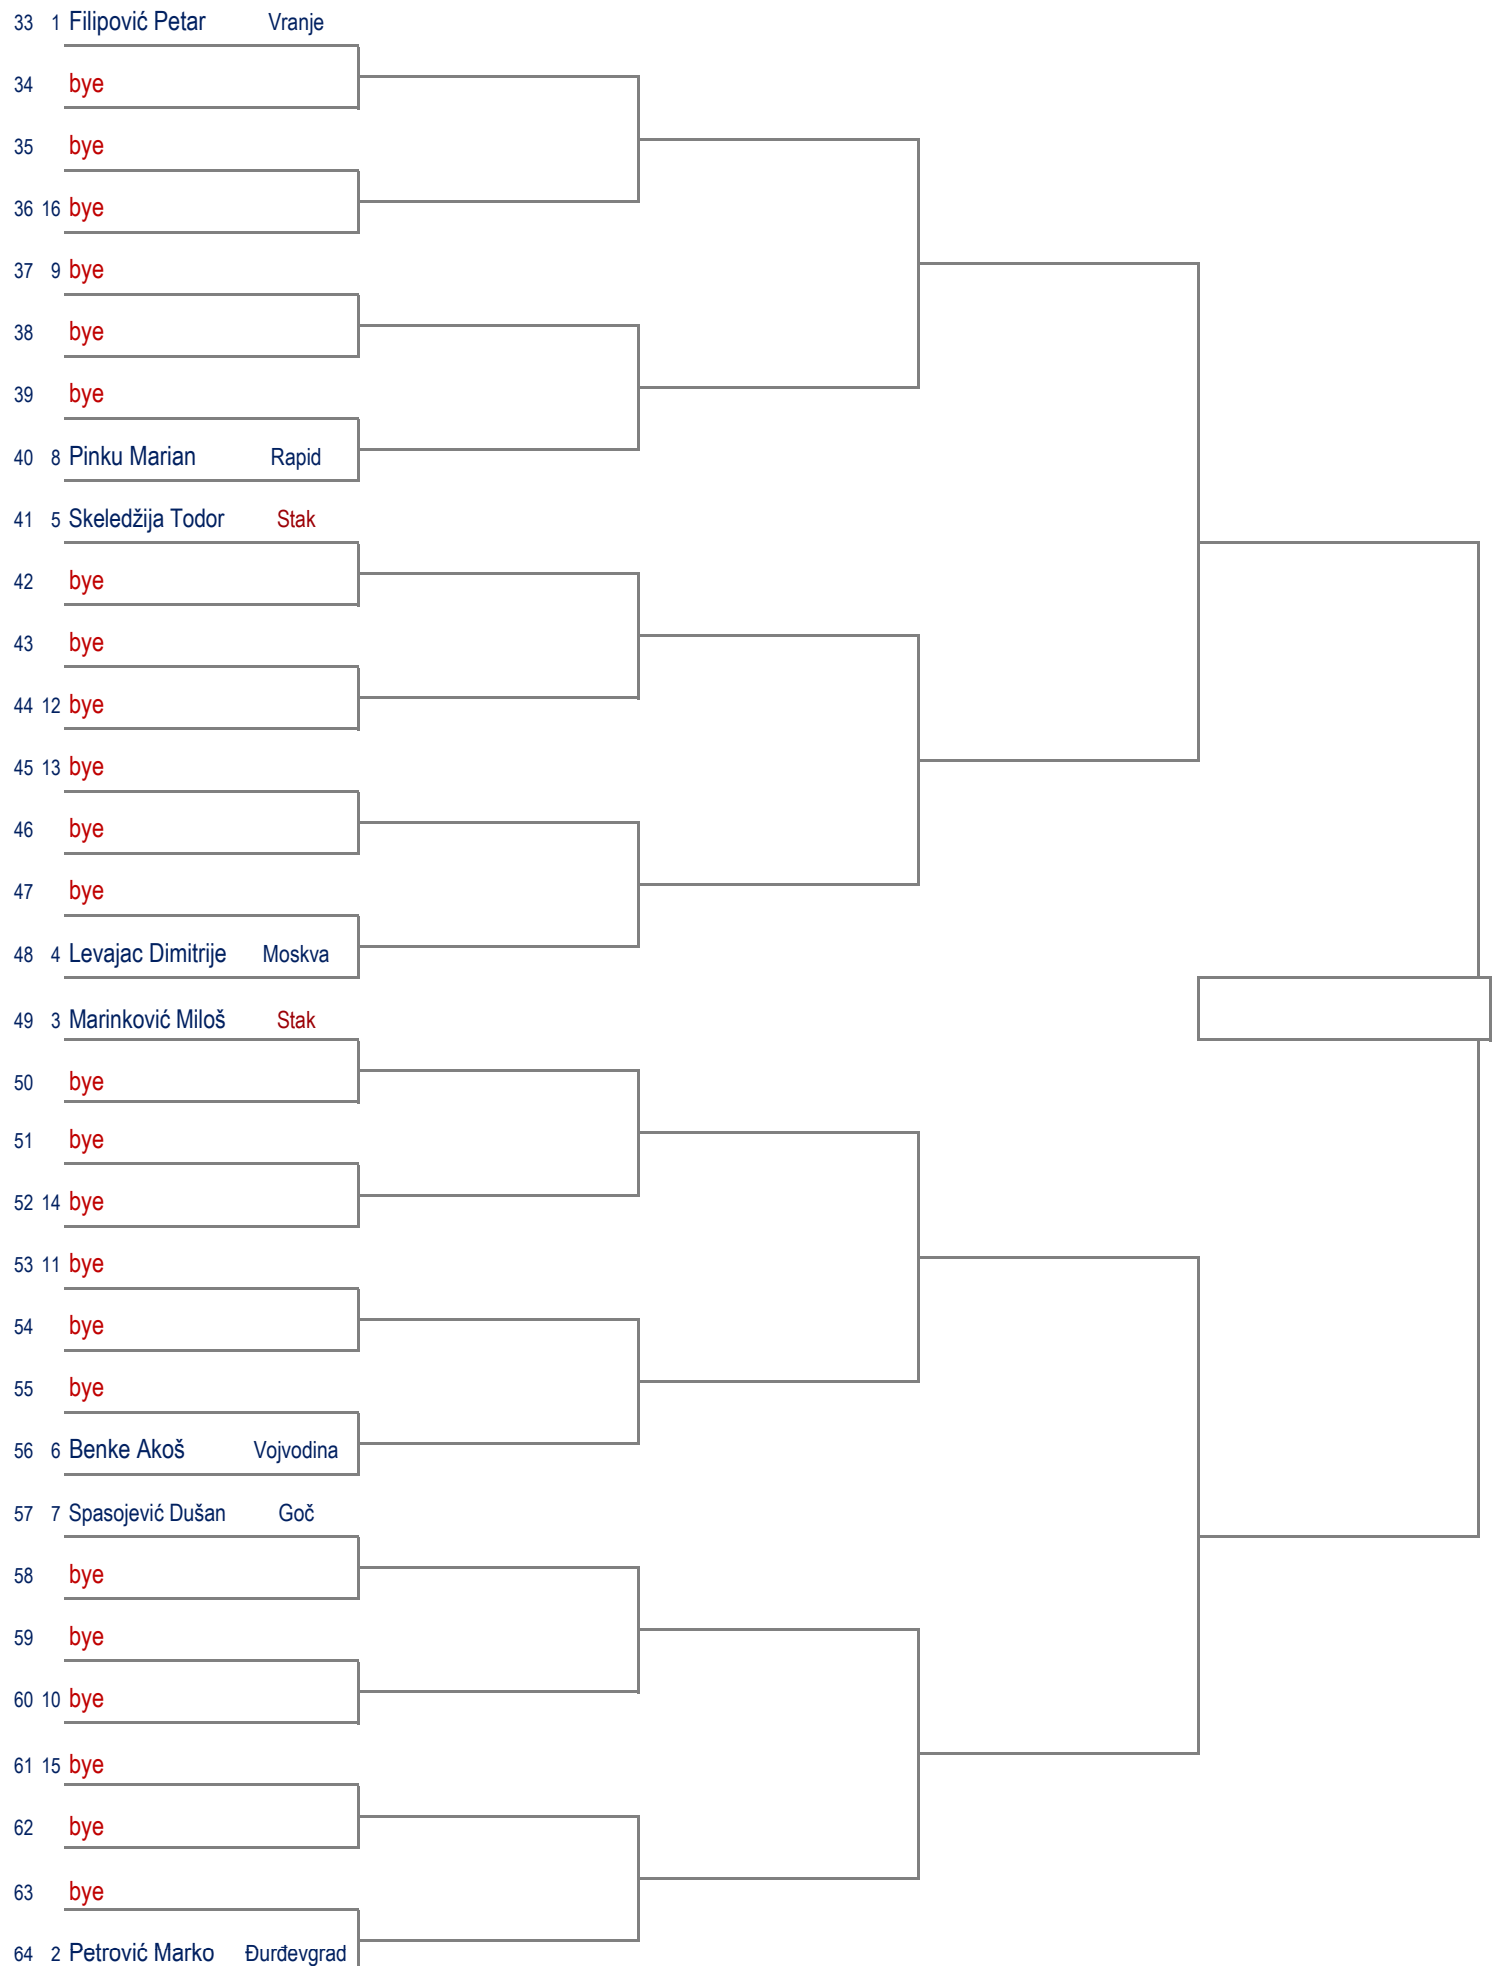 33 1 Filipović Petar Vranje
34 bye
35 bye
36 16 bye
37 9 bye
38 bye
39 bye
40 8 Pinku Marian Rapid
41 5 Skeledžija Todor Stak
42 bye
43 bye
44 12 bye
45 13 bye
46 bye
47 bye
48 4 Levajac Dimitrije Moskva
49 3 Marinković Miloš Stak
50 bye
51 bye
52 14 bye
53 11 bye
54 bye
55 bye
56 6 Benke Akoš Vojvodina
57 7 Spasojević Dušan Goč
58 bye
59 bye
60 10 bye
61 15 bye
62 bye
63 bye
64 2 Petrović Marko Đurđevgrad